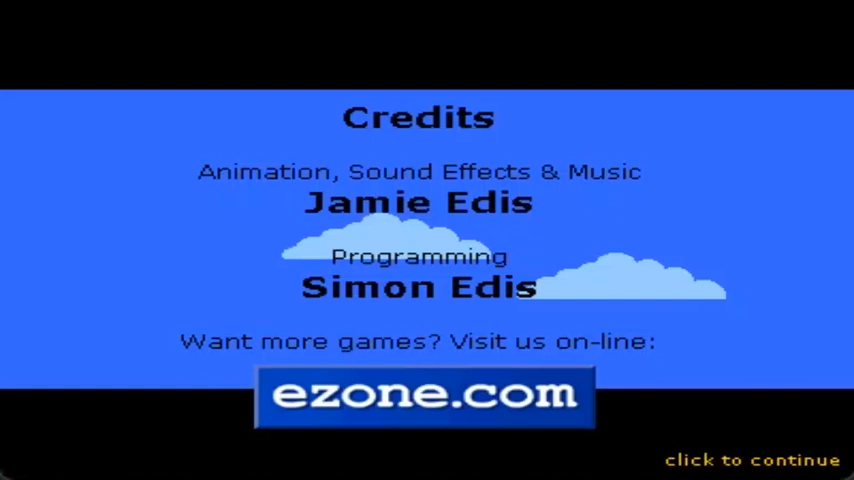 Credits
Animation, Sound Effects & Music
Jamie Edis
Programming
Simon Edis
Want more games? Visit us on-line:
ezone.com
click to continue